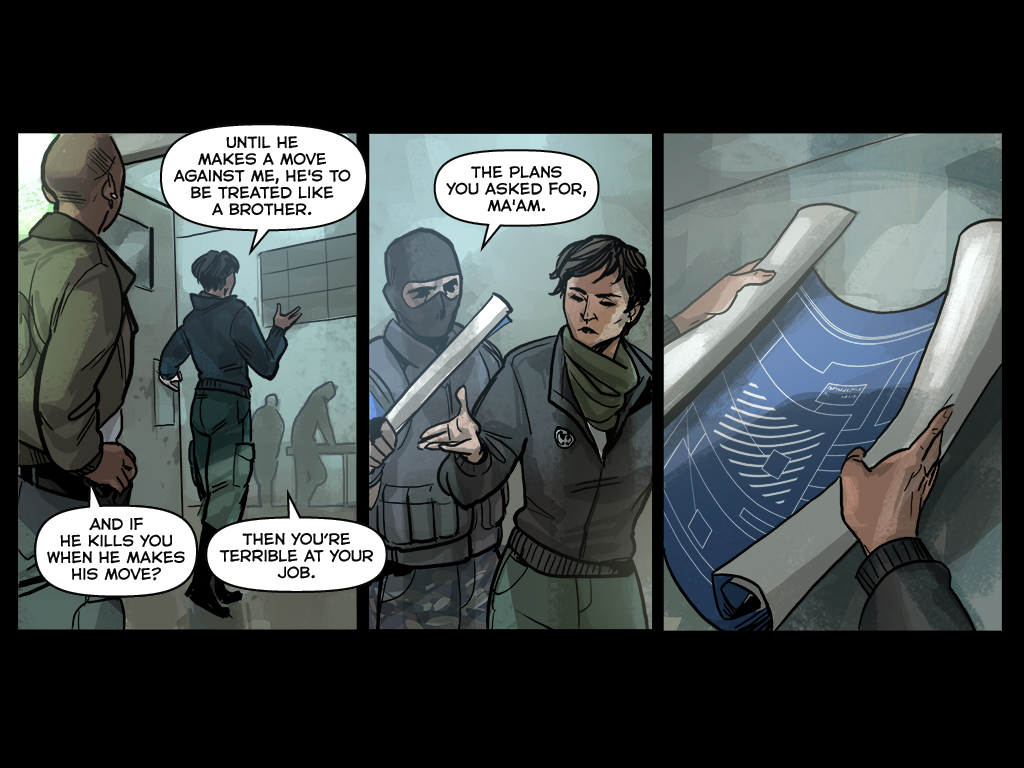 UNTIL HE
MAKES A MOVE
AGAINST ME, HE'S TO
BE TREATED LIKE
A BROTHER.
AND IF
HE KILLS YOU
WHEN HE MAKES
HIS MOVE?
THEN YOU'RE
TERRIBLE AT YOUR
JOB.
THE PLANS
YOU ASKED FOR,
MA'AM.